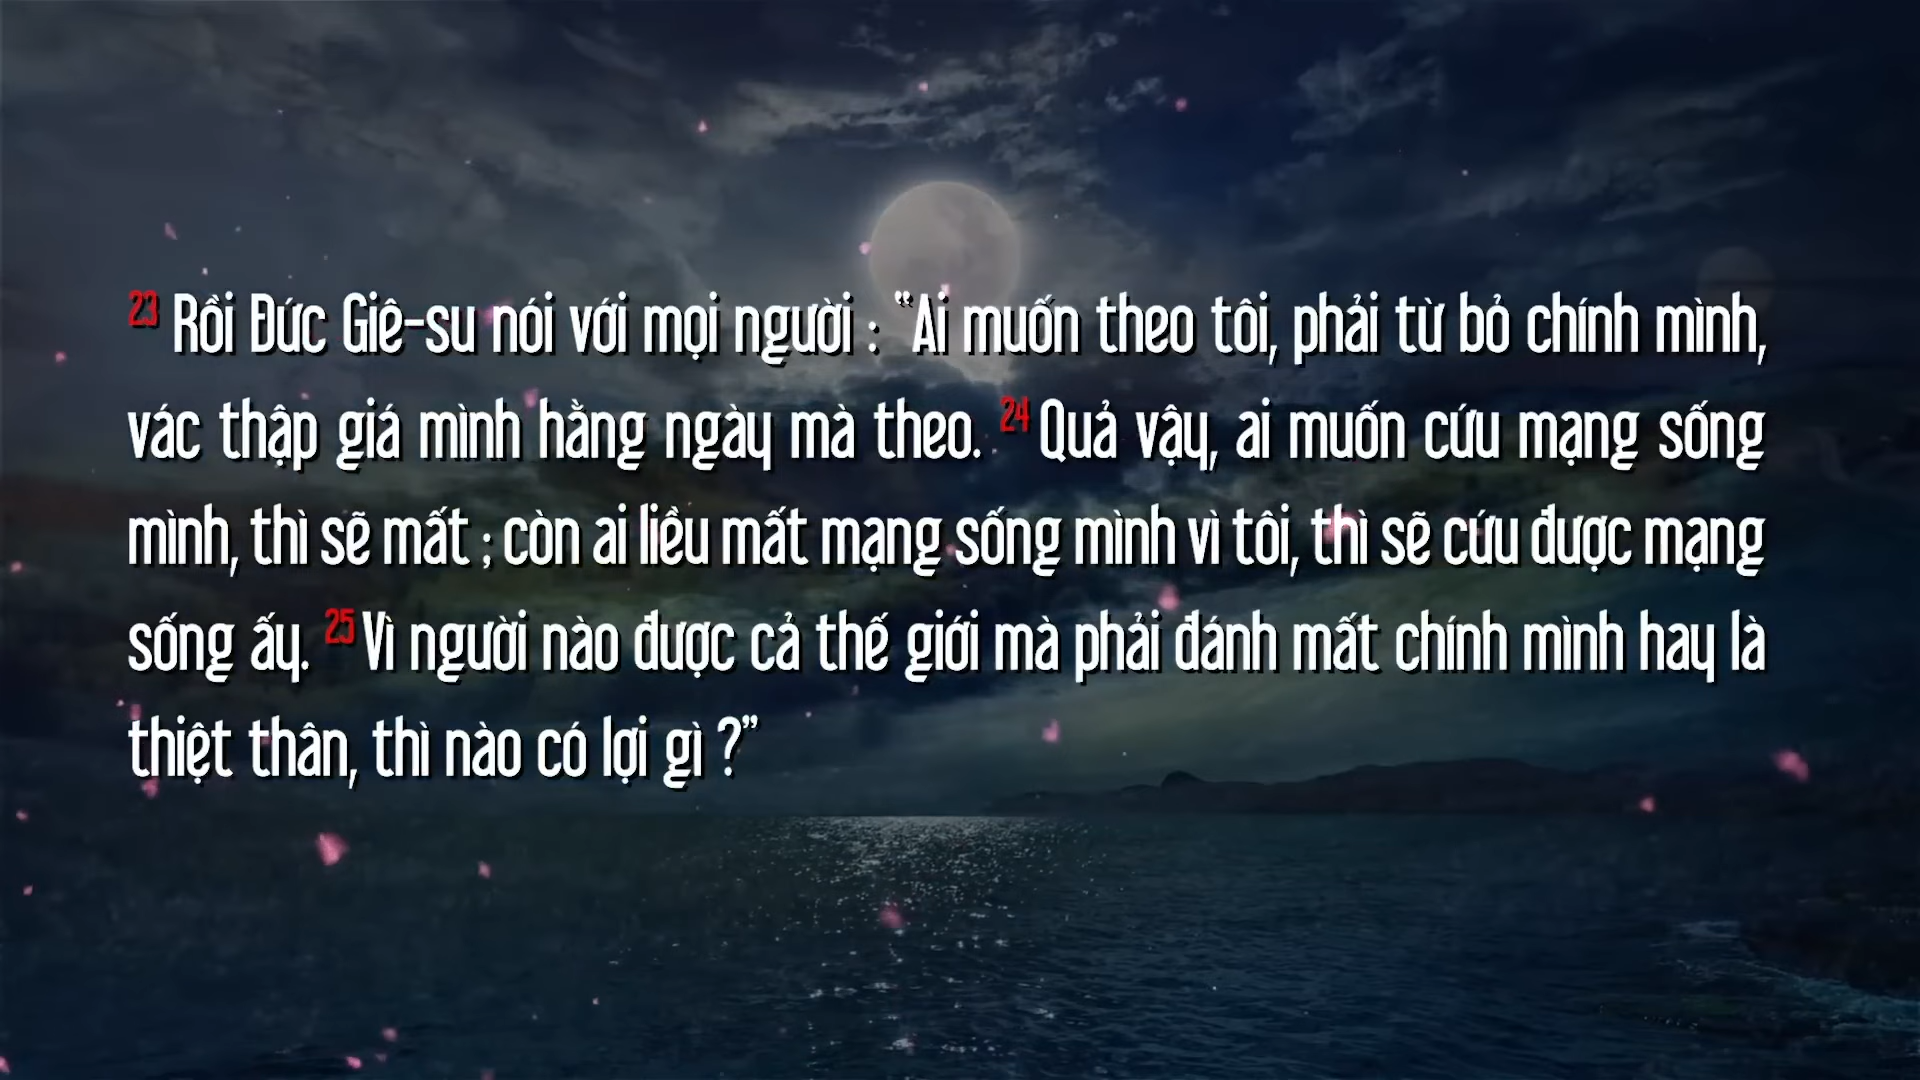 23 Rồi Đức Giê-su nói với mọi người : “Ai muốn theo tôi, phải từ bỏ chính mình,
vác thập giá mình hằng ngày mà theo. 24 Quả vậy, ai muốn cứu mạng sống
mình, thì sẽ mất ; còn ai liều mất mạng sống mình vì tôi, thì sẽ cứu được mạng
sống ấy. 25 Vì người nào được cả thế giới mà phải đánh mất chính mình hay là
thiệt thân, thì nào có lợi gì ?”